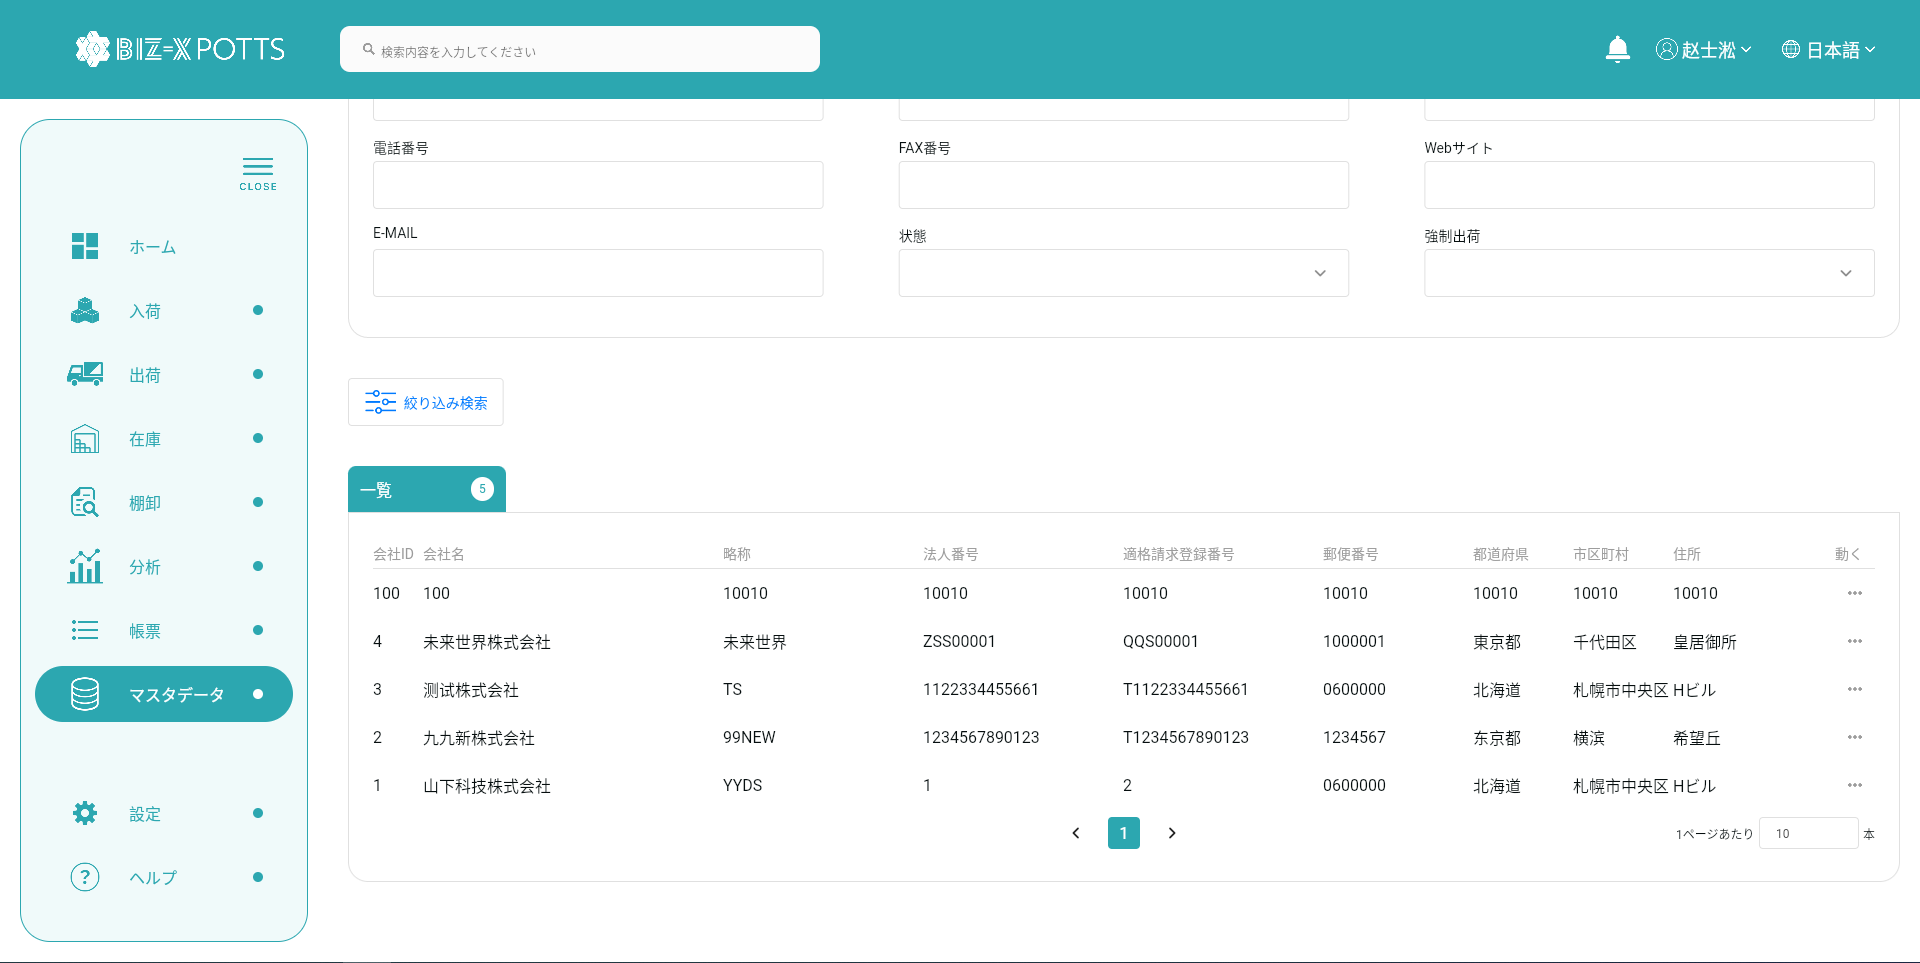 BIZ=X POTTS
検索内容を入力してください
赵士淞
日本語
CLOSE
ホーム
入荷
出荷
在庫
棚卸
分析
帳票
マスタデータ
設定
ヘルプ
電話番号 FAX番号 Webサイト
E-MAIL 状態 強制出荷
絞り込み検索
一覧 5
会社ID 会社名 略称 法人番号 適格請求登録番号 郵便番号 都道府県 市区町村 住所 動く
100 100 10010 10010 10010 10010 10010 10010 10010
4 未来世界株式会社 未来世界 ZSS00001 QQS00001 1000001 東京都 千代田区 皇居御所
3 测试株式会社 TS 1122334455661 T1122334455661 0600000 北海道 札幌市中央区 Hビル
2 九九新株式会社 99NEW 1234567890123 T1234567890123 1234567 东京都 横滨 希望丘
1 山下科技株式会社 YYDS 1 2 0600000 北海道 札幌市中央区 Hビル
1 1ページあたり 10 本